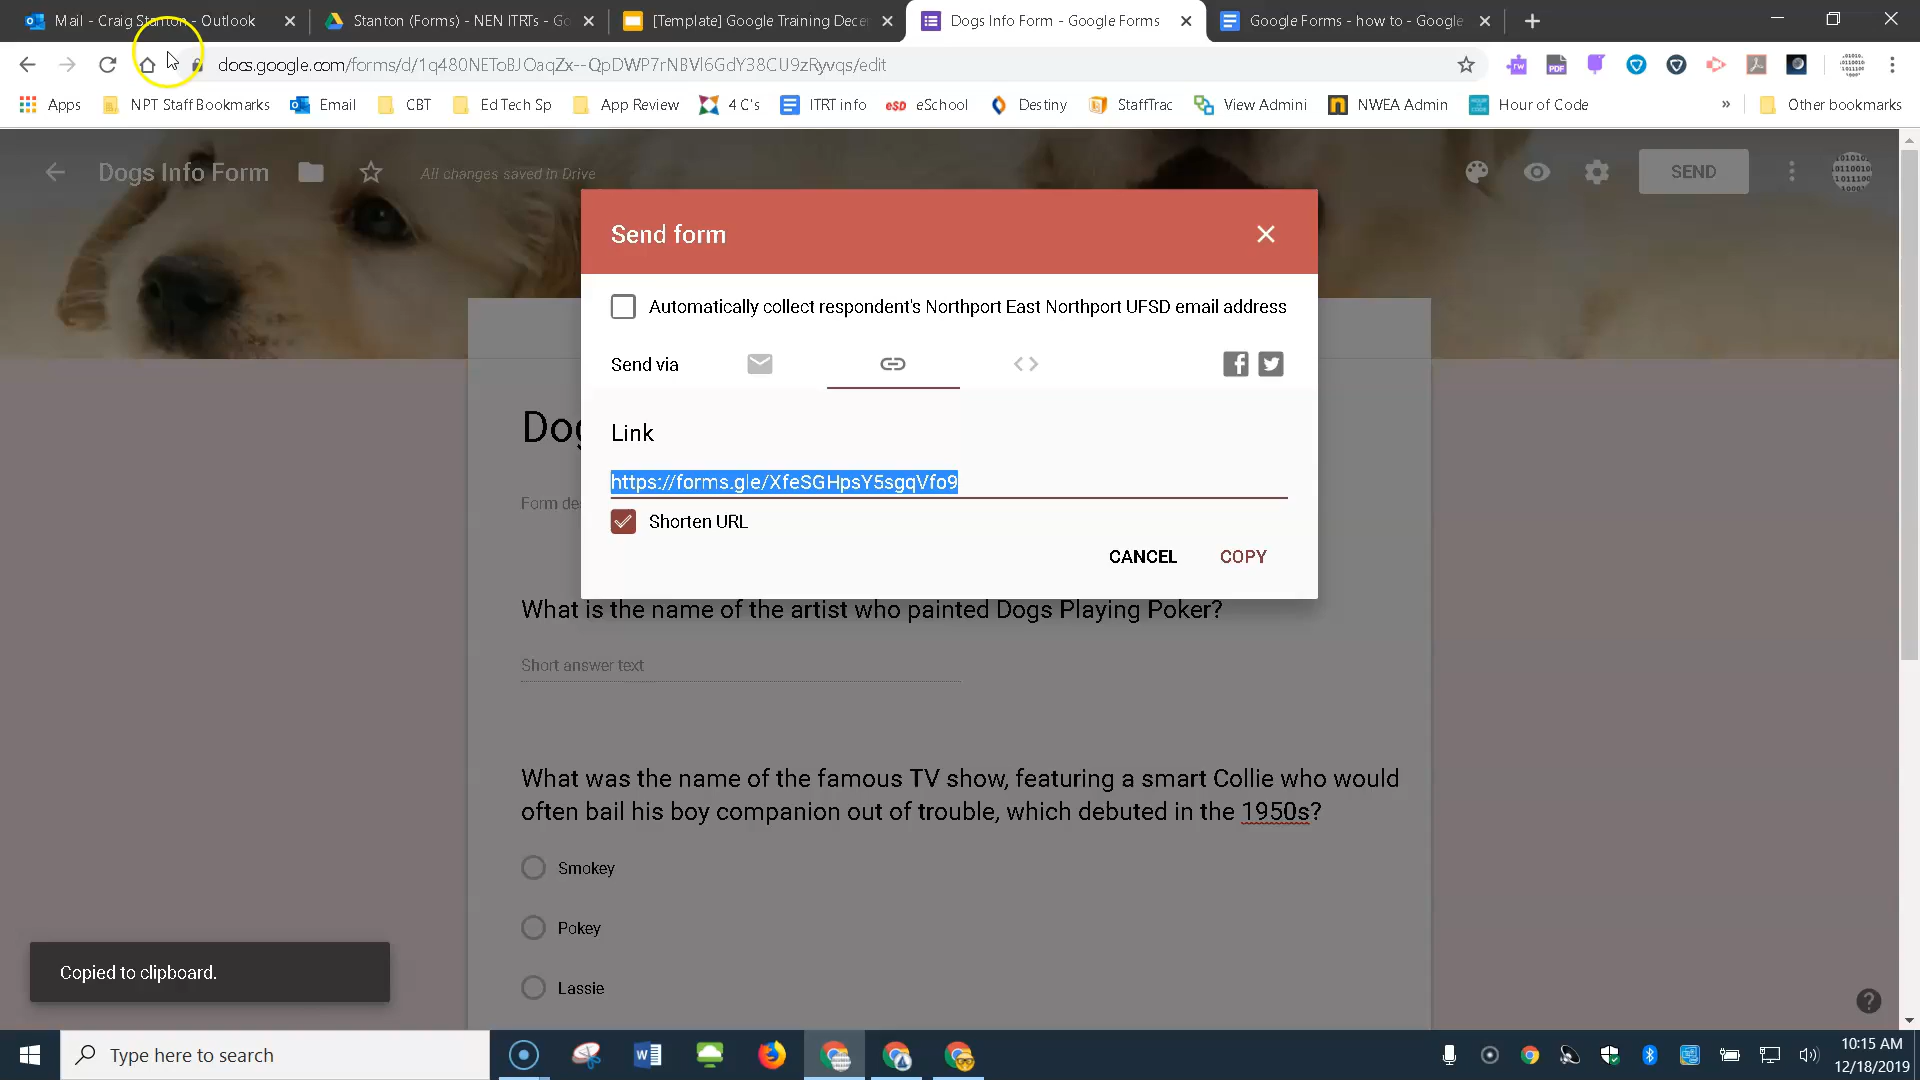 Mail - Craig Stanton - Outlook
Stanton (Forms) - NEN ITRTs - Go
[Template] Google Training Dece
Dogs Info Form - Google Forms
Google Forms - how to - Google
docs.google.com/forms/d/1q480NEToBJOaqZx--QpDWP7rNBVl6GdY38CU9zRyvqs/edit
Apps
NPT Staff Bookmarks
Email
CBT
Ed Tech Sp
App Review
4 C's
ITRT info
eSchool
Destiny
StaffTrac
View Admini
NWEA Admin
Hour of Code
»
Other bookmarks
Dogs Info Form
All changes saved in Drive
SEND
Send form
Automatically collect respondent's Northport East Northport UFSD email address
Send via
Link
https://forms.gle/XfeSGHpsY5sgqVfo9
Shorten URL
CANCEL
COPY
Dog
Form de
What is the name of the artist who painted Dogs Playing Poker?
Short answer text
What was the name of the famous TV show, featuring a smart Collie who would
often bail his boy companion out of trouble, which debuted in the 1950s?
Smokey
Pokey
Lassie
Copied to clipboard.
Type here to search
10:15 AM
12/18/2019